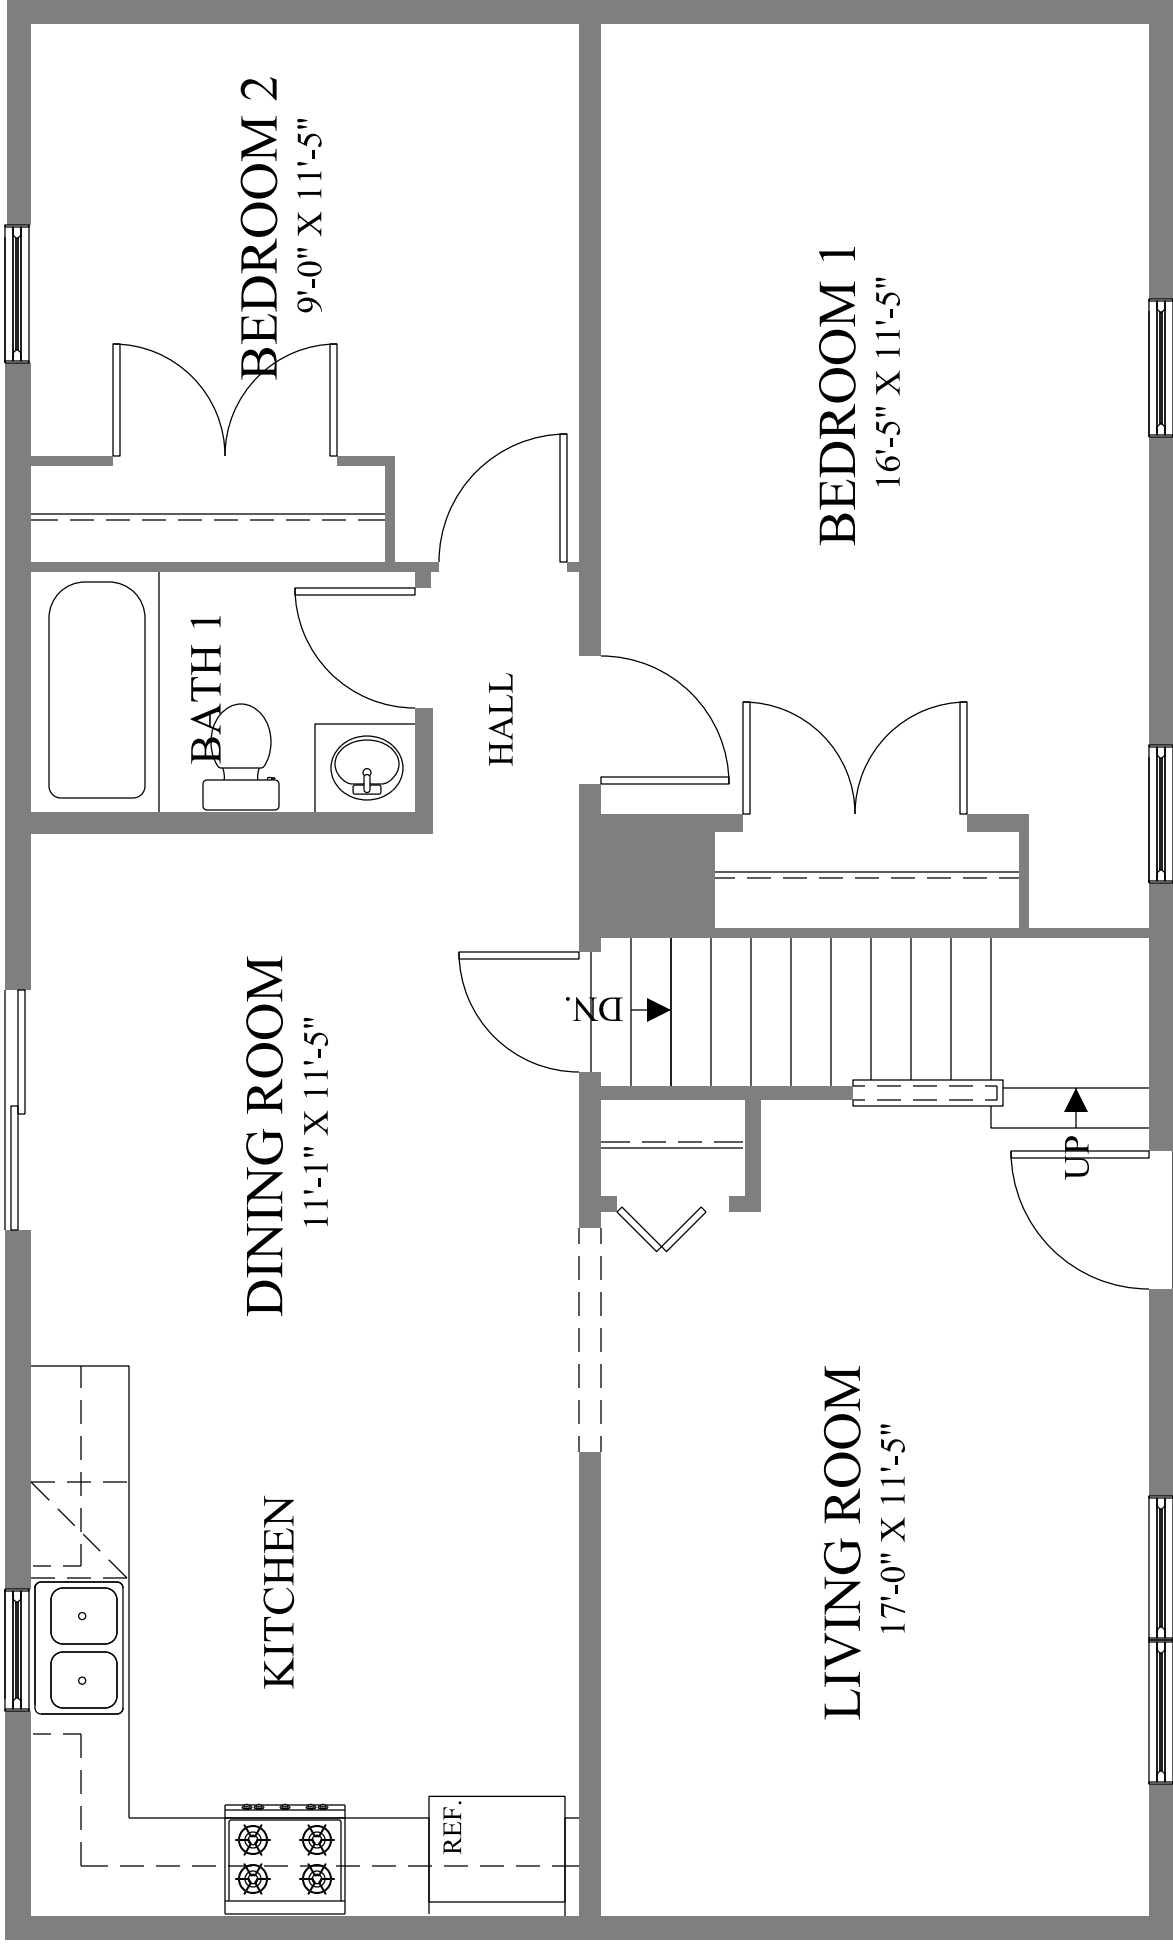 BEDROOM 2
9'-0" X 11'-5"
BEDROOM 1
16'-5" X 11'-5"
BATH 1
HALL
DINING ROOM
11'-1" X 11'-5"
DN.
UP
KITCHEN
LIVING ROOM
17'-0" X 11'-5"
REF.